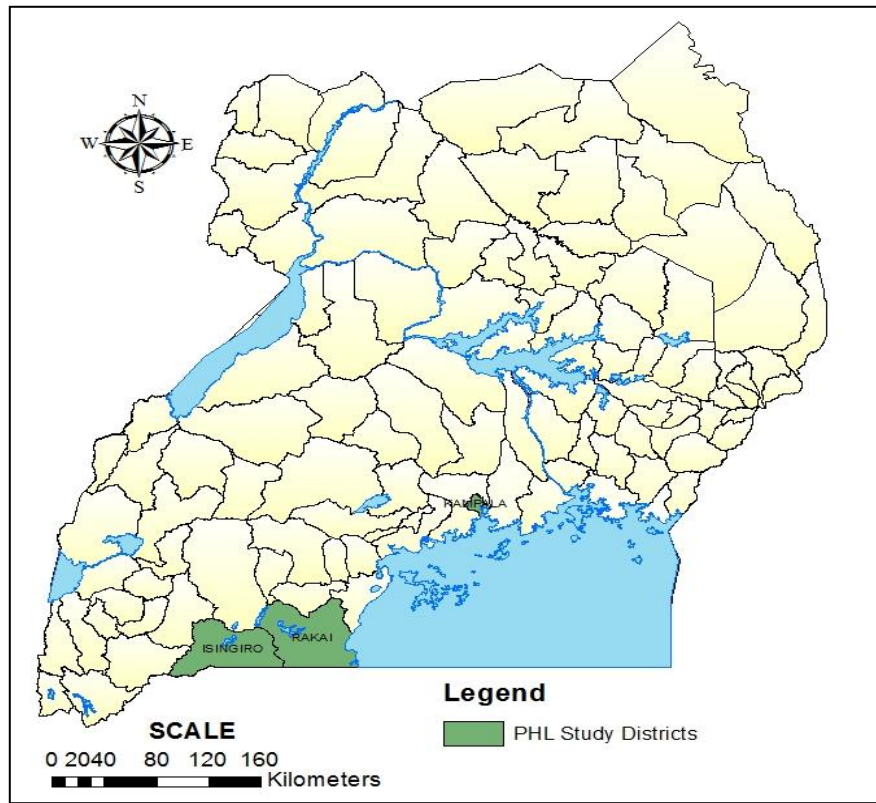 N
W E
S
KAMPALA
ISINGIRO
RAKAI
Legend
PHL Study Districts
SCALE
0 2040 80 120 160
Kilometers